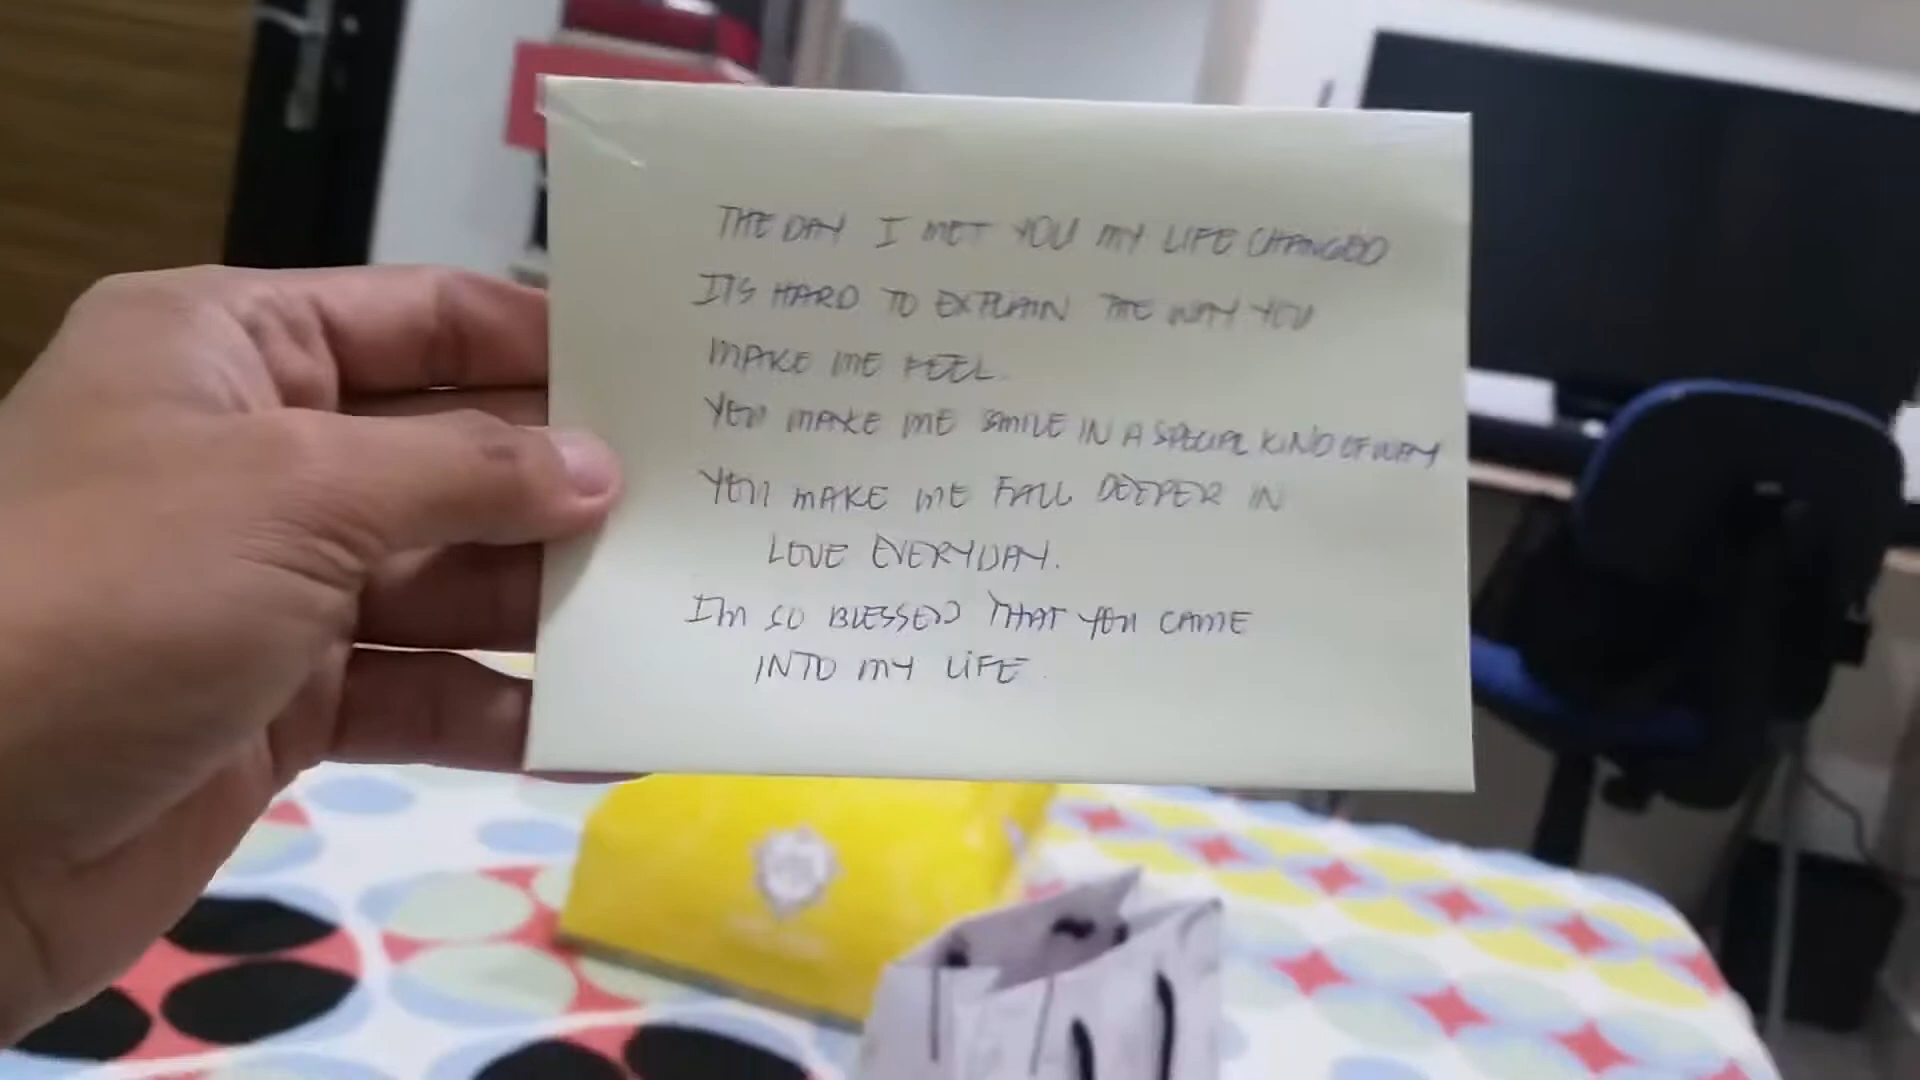 THE DAY I MET YOU MY LIFE CHANGED
ITS HARD TO EXPLAIN THE WAY YOU
MAKE ME FEEL.
YOU MAKE ME SMILE IN A SPECIAL KIND OF WAY
YOU MAKE ME FALL DEEPER IN
LOVE EVERYDAY.
I'm SO BLESSED THAT YOU CAME
INTO MY LiFE.